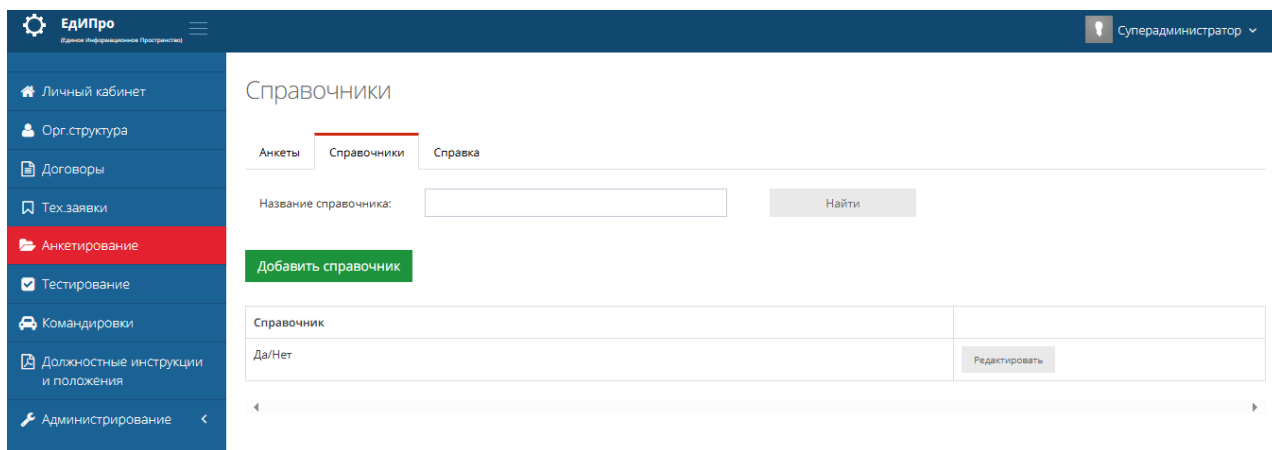 ЕдИПро
(Единое Информационное Пространство)
Суперадминистратор
Личный кабинет
Орг.структура
Договоры
Тех.заявки
Анкетирование
Тестирование
Командировки
Должностные инструкции
и положения
Администрирование
Справочники
Анкеты Справочники Справка
Название справочника: Найти
Добавить справочник
Справочник
Да/Нет Редактировать